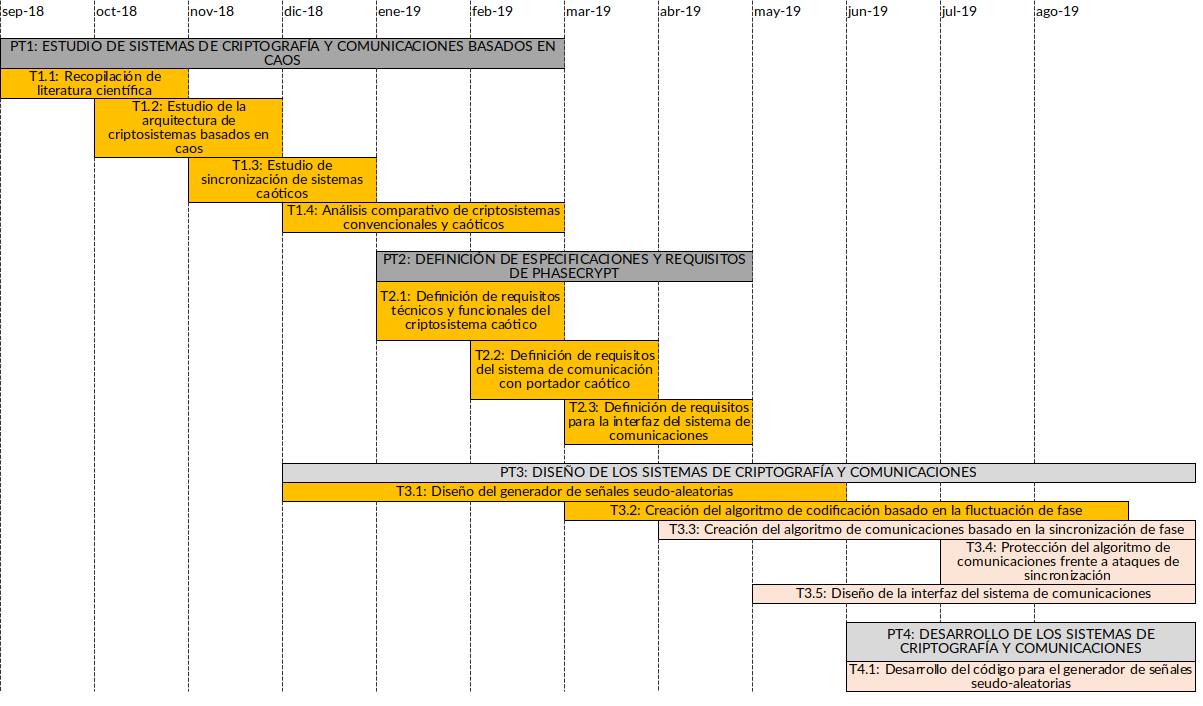 sep-18 oct-18 nov-18 dic-18 ene-19 feb-19 mar-19 abr-19 may-19 jun-19 jul-19 ago-19
PT1: ESTUDIO DE SISTEMAS DE CRIPTOGRAFÍA Y COMUNICACIONES BASADOS EN
CAOS
T1.1: Recopilación de
literatura científica
T1.2: Estudio de la
arquitectura de
criptosistemas basados en
caos
T1.3: Estudio de
sincronización de sistemas
caóticos
T1.4: Análisis comparativo de criptosistemas
convencionales y caóticos
PT2: DEFINICIÓN DE ESPECIFICACIONES Y REQUISITOS
DE PHASECRYPT
T2.1: Definición de requisitos
técnicos y funcionales del
criptosistema caótico
T2.2: Definición de requisitos
del sistema de comunicación
con portador caótico
T2.3: Definición de requisitos
para la interfaz del sistema de
comunicaciones
PT3: DISEÑO DE LOS SISTEMAS DE CRIPTOGRAFÍA Y COMUNICACIONES
T3.1: Diseño del generador de señales seudo-aleatorias
T3.2: Creación del algoritmo de codificación basado en la fluctuación de fase
T3.3: Creación del algoritmo de comunicaciones basado en la sincronización de fase
T3.4: Protección del algoritmo de
comunicaciones frente a ataques de
sincronización
T3.5: Diseño de la interfaz del sistema de comunicaciones
PT4: DESARROLLO DE LOS SISTEMAS DE
CRIPTOGRAFÍA Y COMUNICACIONES
T4.1: Desarrollo del código para el generador de señales
seudo-aleatorias